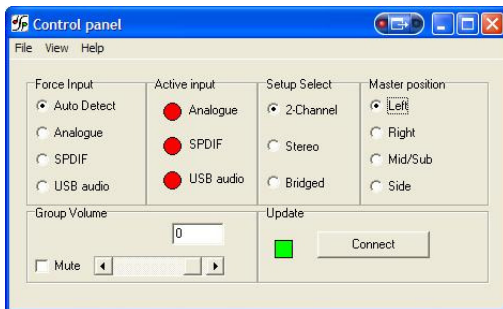 Control panel
File View Help
Force Input
Auto Detect
Analogue
SPDIF
USB audio
Active input
Analogue
SPDIF
USB audio
Setup Select
2-Channel
Stereo
Bridged
Master position
Left
Right
Mid/Sub
Side
Group Volume
0
Mute
Update
Connect